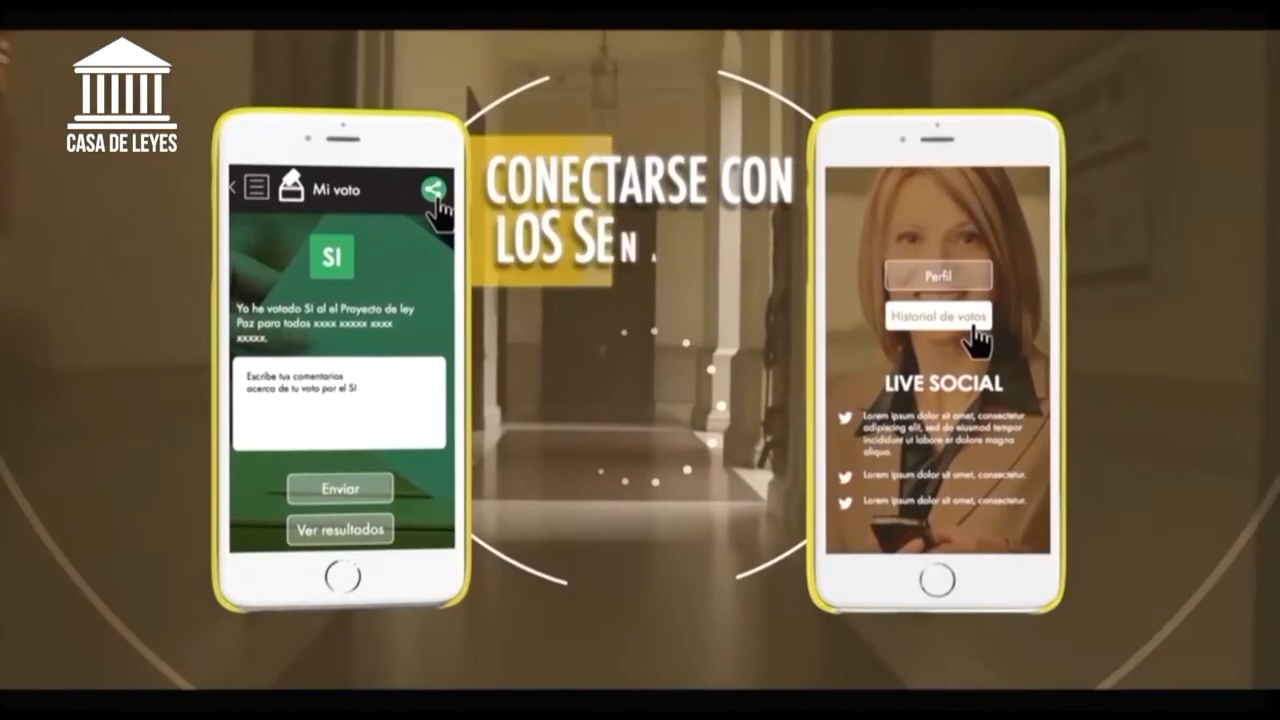 CASA DE LEYES
CONECTARSE CON
LOS SEN
Mi voto
SI
Yo he votado SI al el Proyecto de ley
Paz para todos xxxx xxxxx xxxx
xxxxx.
Escribe tus comentarios
acerca de tu voto por el SI
Enviar
Ver resultados
Perfil
Historial de votos
LIVE SOCIAL
Lorem ipsum dolor sit amet, consectetur
adipiscing elit, sed do eiusmod tempor
incididunt ut labore et dolore magna
aliqua.
Lorem ipsum dolor sit amet, consectetur.
Lorem ipsum dolor sit amet, consectetur.